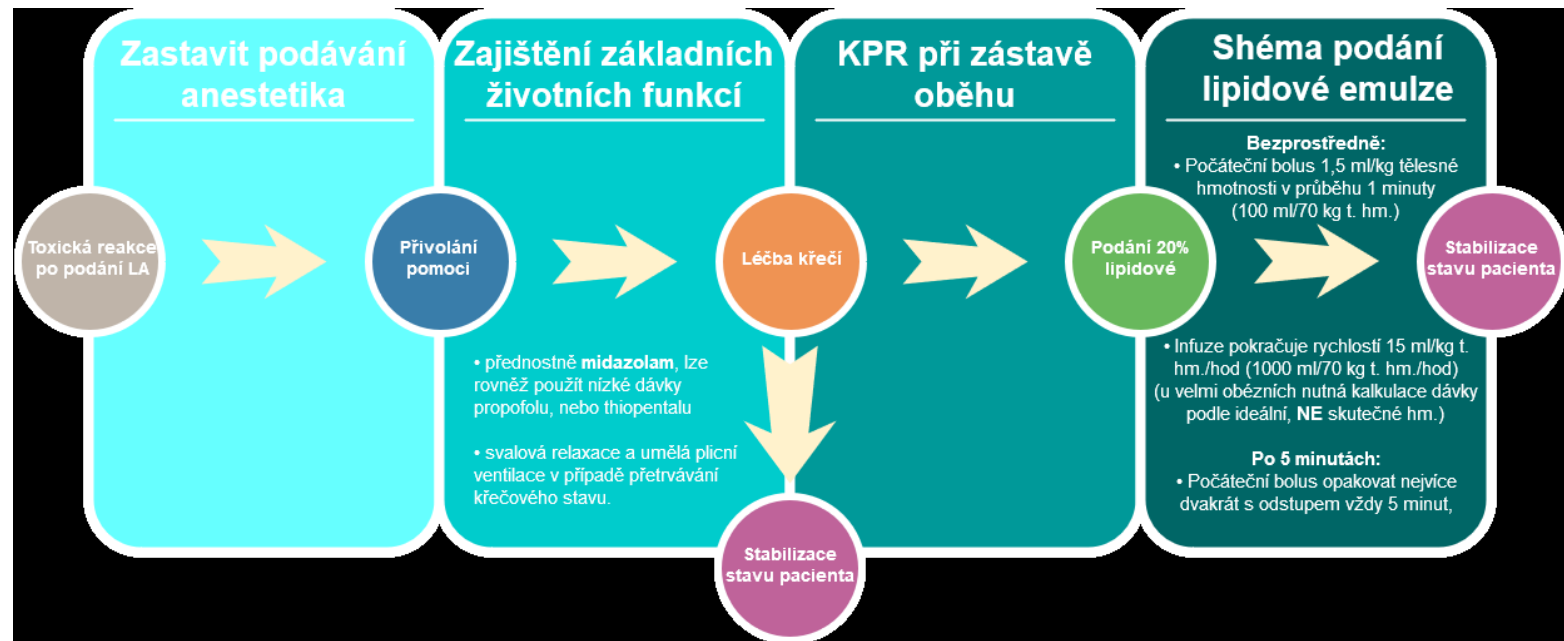 Zastavit podávání
anestetika
Zajištění základních
životních funkcí
KPR při zástavě
oběhu
Shéma podání
lipidové emulze
Toxická reakce
po podání LA
Přivolání
pomoci
Léčba křečí
Podání 20%
lipidové
Stabilizace
stavu pacienta
• přednostně midazolam, lze
rovněž použít nízké dávky
propofolu, nebo thiopentalu
• svalová relaxace a umělá plicní
ventilace v případě přetrvávání
křečového stavu.
Stabilizace
stavu pacienta
Bezprostředně:
• Počáteční bolus 1,5 ml/kg tělesné
hmotnosti v průběhu 1 minuty
(100 ml/70 kg t. hm.)
• Infuze pokračuje rychlostí 15 ml/kg t.
hm./hod (1000 ml/70 kg t. hm./hod)
(u velmi obézních nutná kalkulace dávky
podle ideální, NE skutečné hm.)
Po 5 minutách:
• Počáteční bolus opakovat nejvíce
dvakrát s odstupem vždy 5 minut,